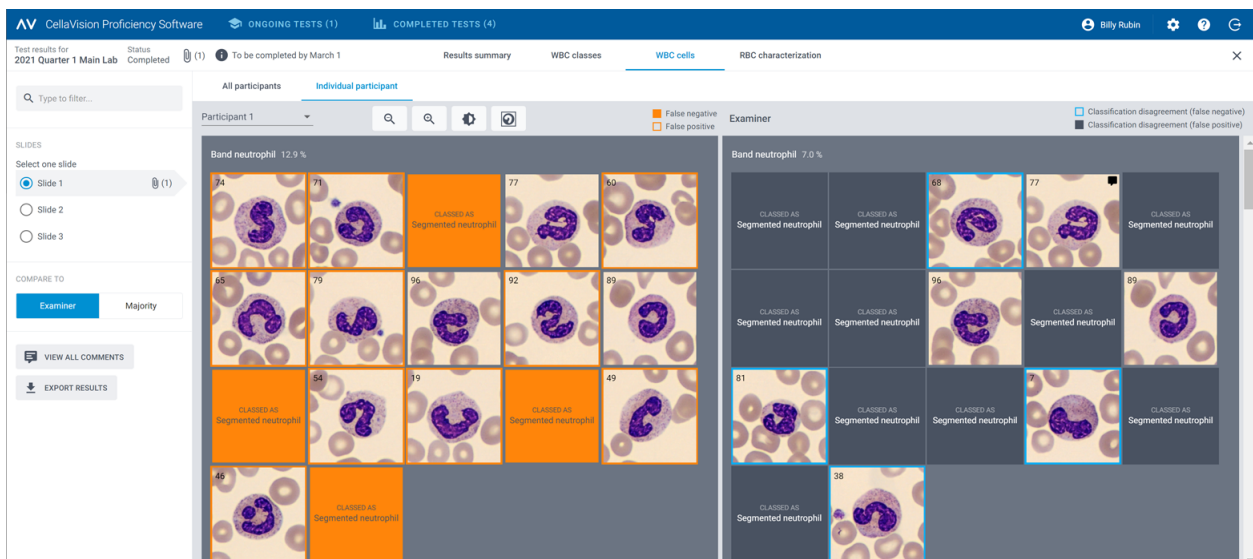 CellaVision Proficiency Software
ONGOING TESTS (1)
COMPLETED TESTS (4)
Billy Rubin
Test results for
2021 Quarter 1 Main Lab
Status
Completed
(1)
To be completed by March 1
Results summary
WBC classes
WBC cells
RBC characterization
Type to filter...
SLIDES
Select one slide
Slide 1
(1)
Slide 2
Slide 3
COMPARE TO
Examiner
Majority
VIEW ALL COMMENTS
EXPORT RESULTS
All participants
Individual participant
Participant 1
False negative
False positive
Band neutrophil 12.9 %
74
71
CLASSED AS
Segmented neutrophil
77
60
65
79
96
92
89
CLASSED AS
Segmented neutrophil
54
19
CLASSED AS
Segmented neutrophil
49
46
CLASSED AS
Segmented neutrophil
Examiner
Classification disagreement (false negative)
Classification disagreement (false positive)
Band neutrophil 7.0 %
CLASSED AS
Segmented neutrophil
CLASSED AS
Segmented neutrophil
68
77
CLASSED AS
Segmented neutrophil
CLASSED AS
Segmented neutrophil
CLASSED AS
Segmented neutrophil
96
CLASSED AS
Segmented neutrophil
89
81
CLASSED AS
Segmented neutrophil
CLASSED AS
Segmented neutrophil
7
CLASSED AS
Segmented neutrophil
CLASSED AS
Segmented neutrophil
38